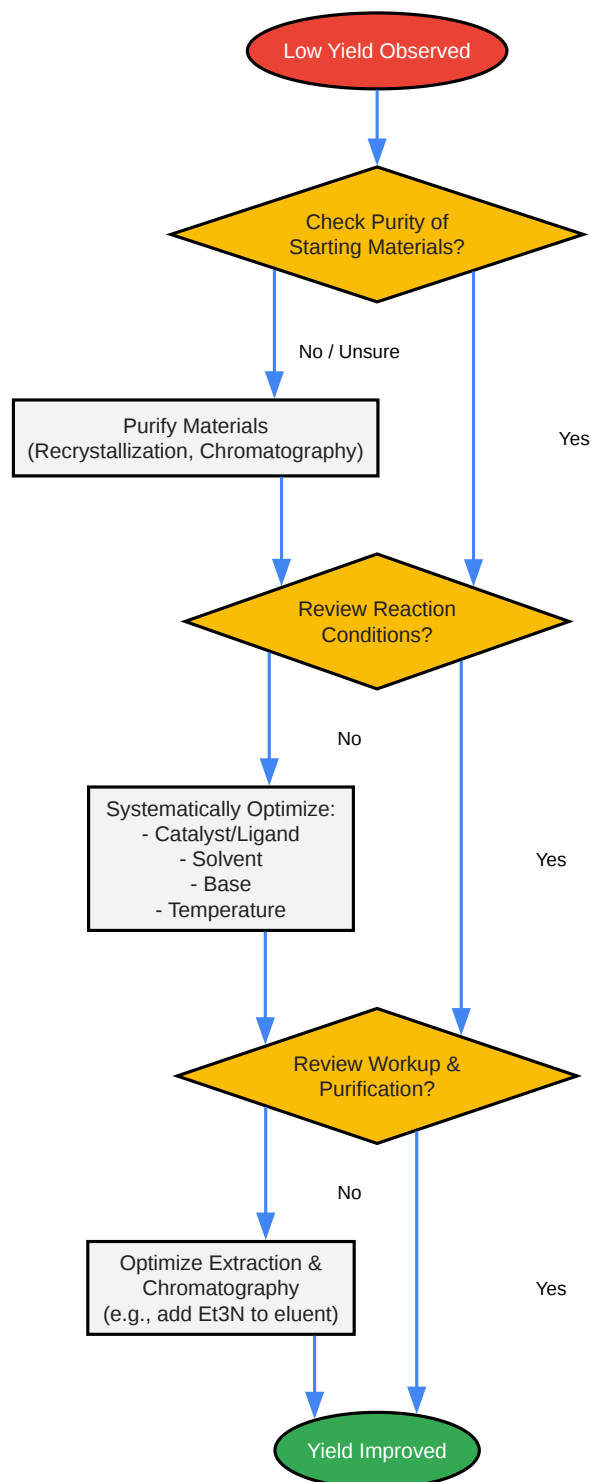 Low Yield Observed
Check Purity of
Starting Materials?
No / Unsure
Purify Materials
(Recrystallization, Chromatography)
Yes
Review Reaction
Conditions?
No
Systematically Optimize:
- Catalyst/Ligand
- Solvent
- Base
- Temperature
Yes
Review Workup &
Purification?
No
Optimize Extraction &
Chromatography
(e.g., add Et3N to eluent)
Yes
Yield Improved